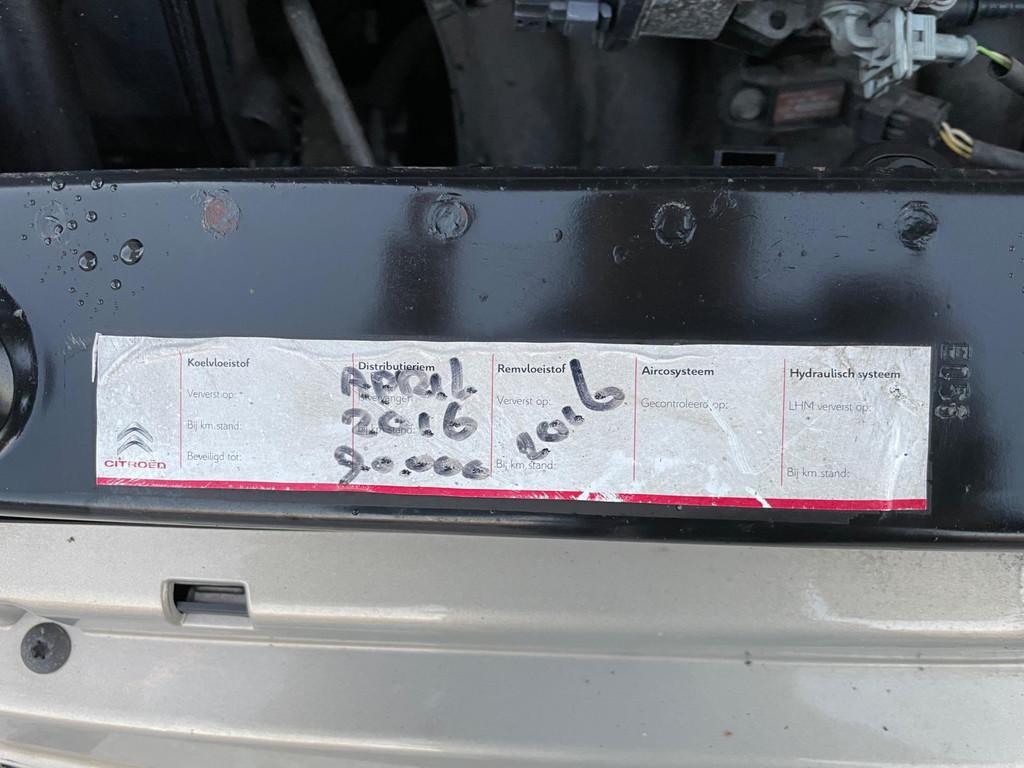 CITROËN
Koelvloeistof
Ververst op:
Bij km.stand:
Beveiligd tot:
Distributieriem
APRIL
2016
90.000
Remvloeistof
Ververst op:
2016
Bij km.stand:
Aircosysteem
Gecontroleerd op:
Hydraulisch systeem
LHM ververst op:
Bij km.stand: